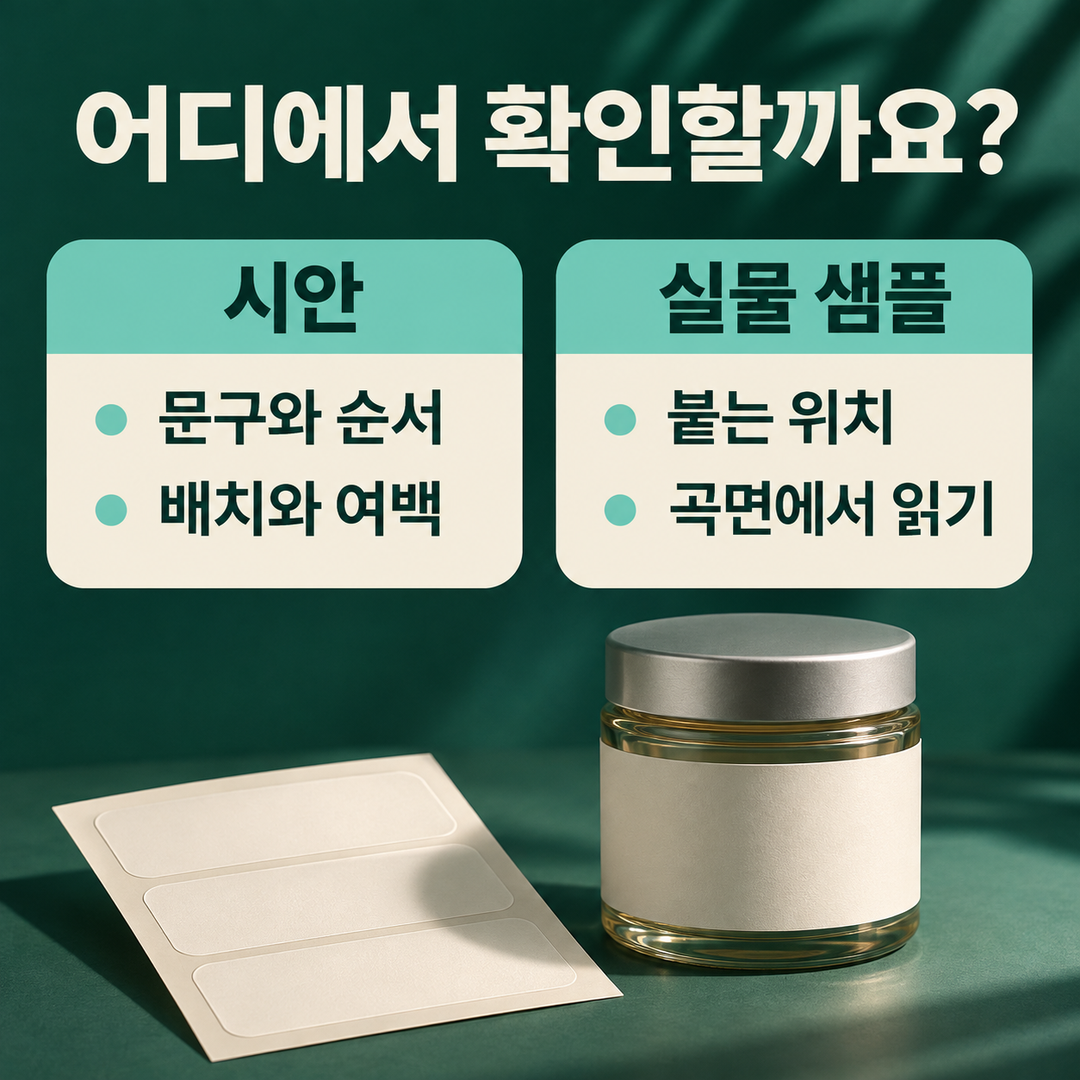 어디에서 확인할까요?
시안
문구와 순서
배치와 여백
실물 샘플
붙는 위치
곡면에서 읽기